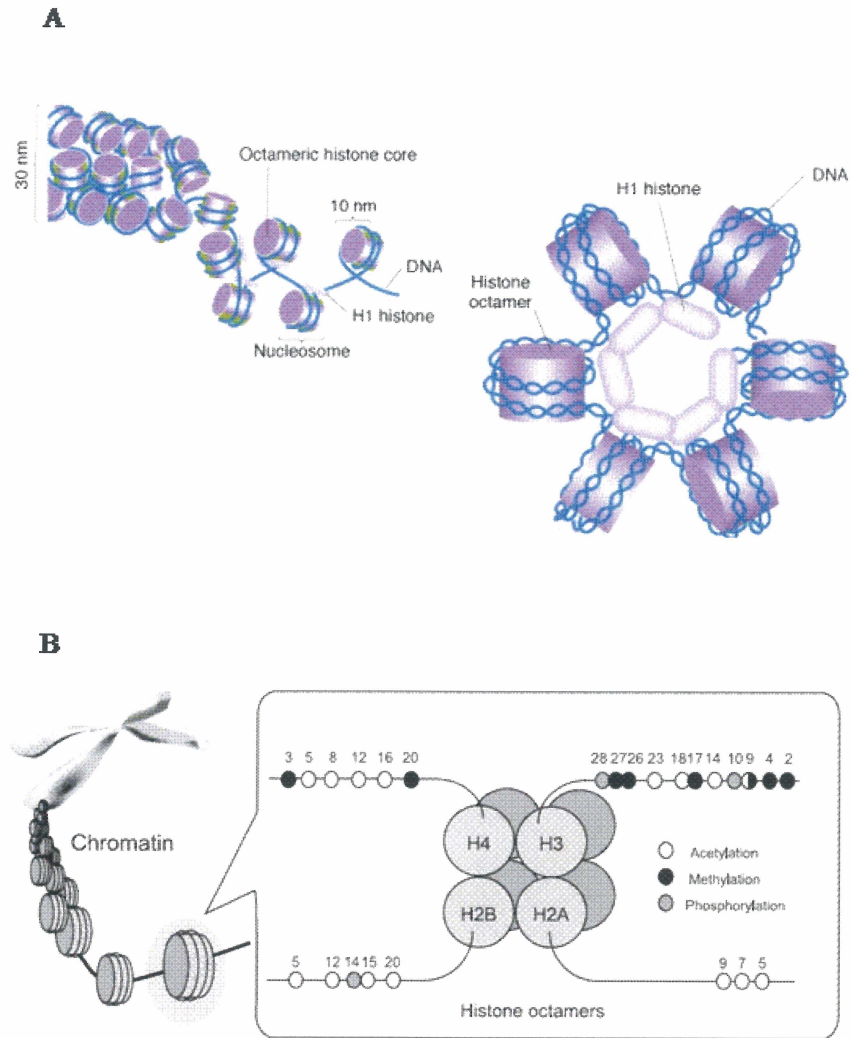 A
30 nm
Octameric histone core
10 nm
DNA
H1 histone
Nucleosome
H1 histone
DNA
Histone
octamer
B
Chromatin
3 5 8 12 16 20
28 27 26 23 18 17 14 10 9 4 2
H4 H3
H2B H2A
Acetylation
Methylation
Phosphorylation
5 12 14 15 20
9 7 5
Histone octamers